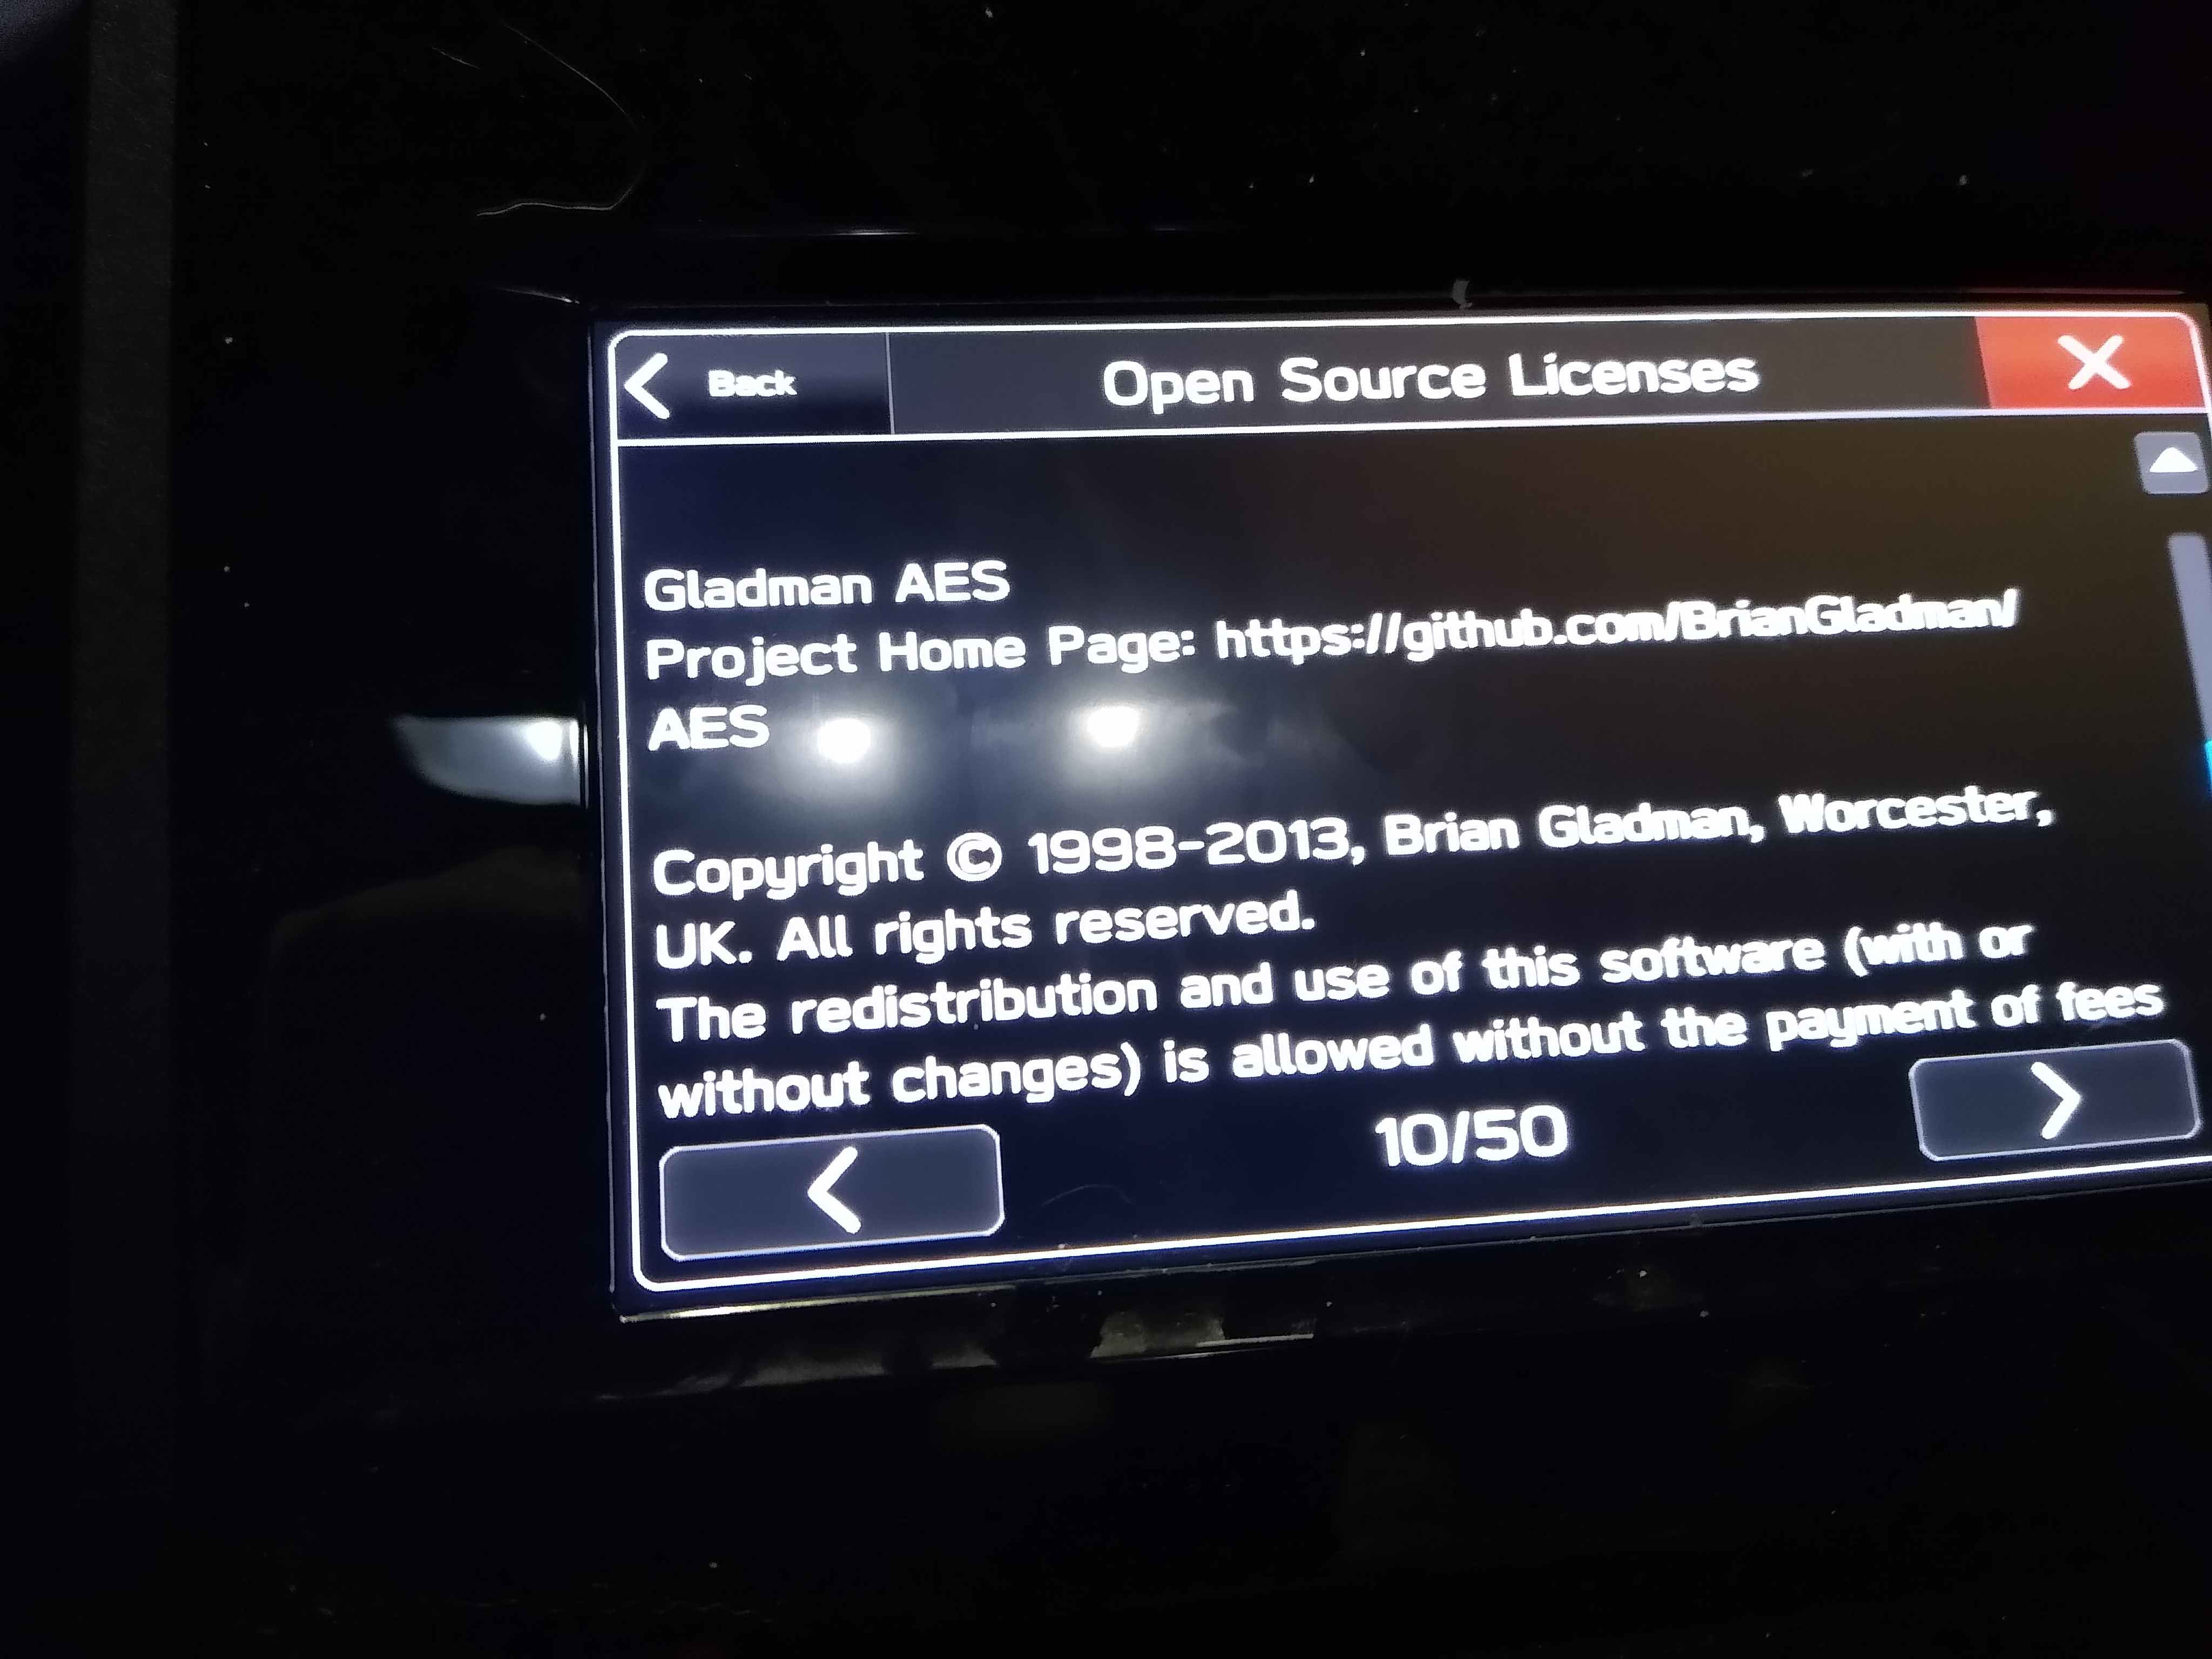 Back
Open Source Licenses
Gladman AES
Project Home Page: https://github.com/BrianGladman/
AES
Copyright © 1998-2013, Brian Gladman, Worcester,
UK. All rights reserved.
The redistribution and use of this software (with or
without changes) is allowed without the payment of fees
10/50